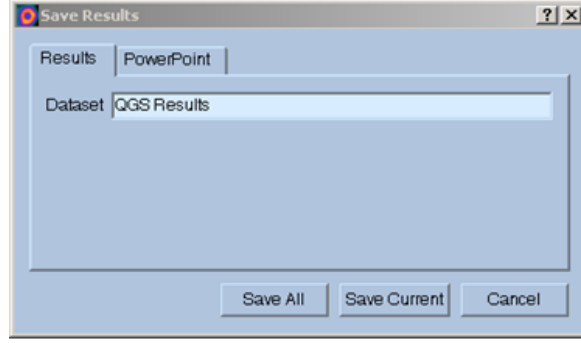 Save Results
Results PowerPoint
Dataset QGS Results
Save All Save Current Cancel